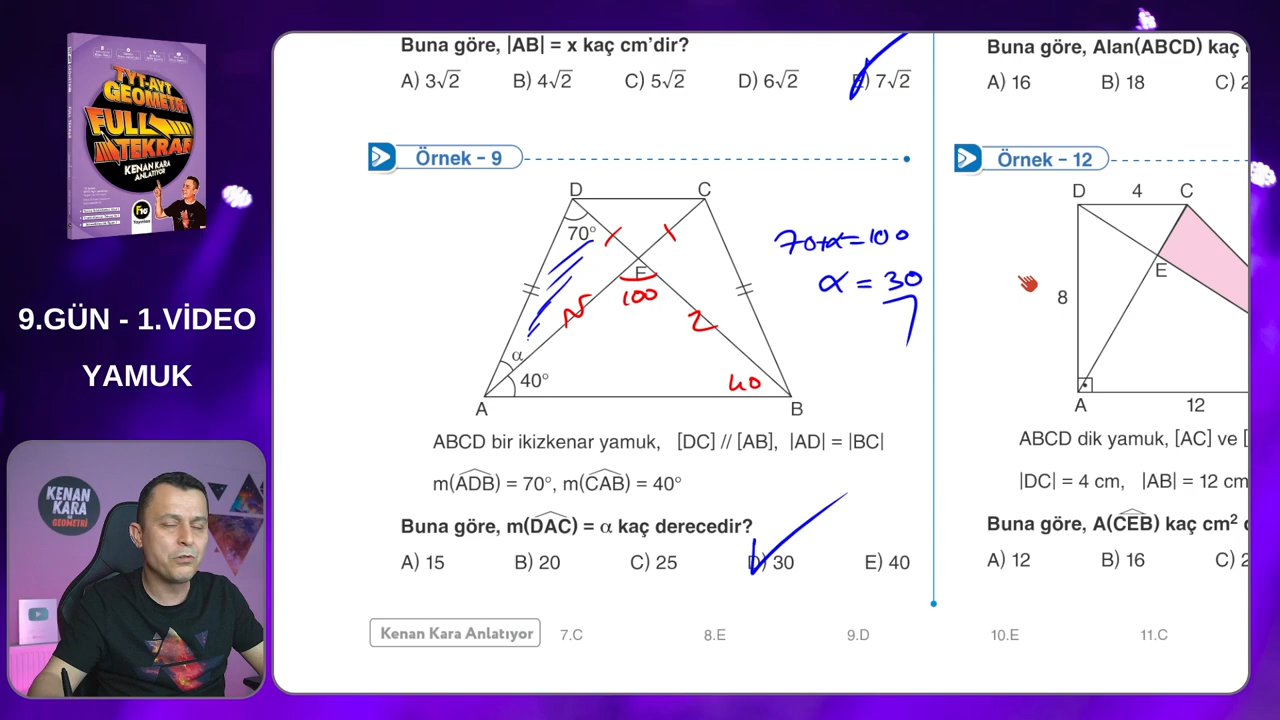 TYT-AYT
GEOMETRİ
FULL
TEKRAR
KENAN KARA
ANLATIYOR
9.GÜN - 1.VİDEO
YAMUK
KENAN
KARA
ile
GEOMETRİ
Buna göre, |AB| = x kaç cm'dir?
A) 3√2 B) 4√2 C) 5√2 D) 6√2 E) 7√2
Örnek – 9
D C
70°
E
100
α
40°
40
A B
2
70+α=100
α = 30
ABCD bir ikizkenar yamuk, [DC] // [AB], |AD| = |BC|
m(ADB) = 70°, m(CAB) = 40°
Buna göre, m(DAC) = α kaç derecedir?
A) 15 B) 20 C) 25 D) 30 E) 40
Kenan Kara Anlatıyor 7.C 8.E 9.D 10.E 11.C
Buna göre, Alan(ABCD) kaç
A) 16 B) 18 C) 2
Örnek – 12
D 4 C
E
8
A 12
ABCD dik yamuk, [AC] ve [
|DC| = 4 cm, |AB| = 12 cm
Buna göre, A(CEB) kaç cm²
A) 12 B) 16 C) 2